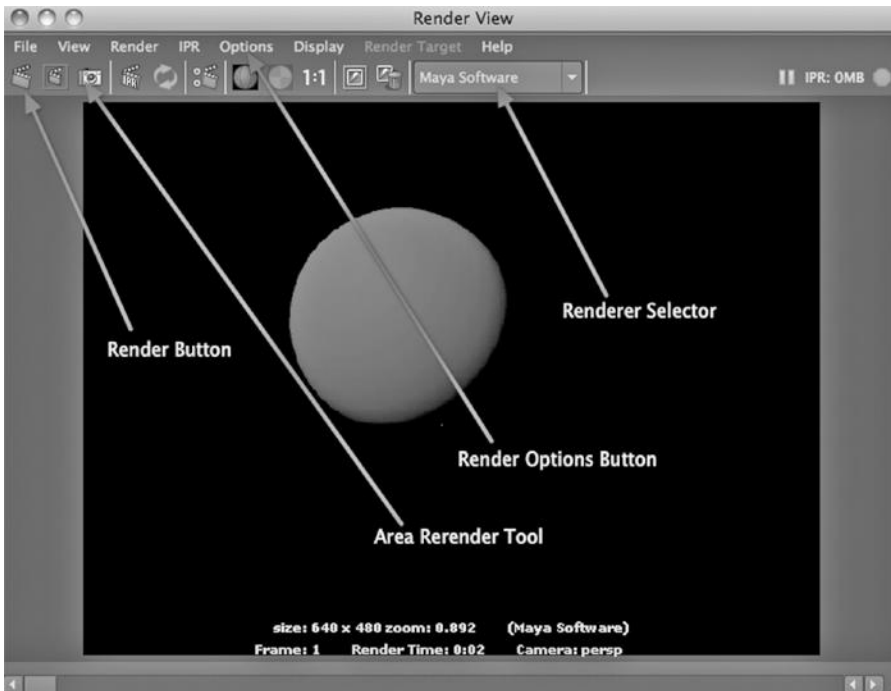 Render View
File View Render IPR Options Display Render Target Help
IPR 1:1 Maya Software IPR: 0MB
Renderer Selector
Render Button
Render Options Button
Area Rerender Tool
size: 640 x 480 zoom: 0.892 (Maya Software)
Frame: 1 Render Time: 0:02 Camera: persp